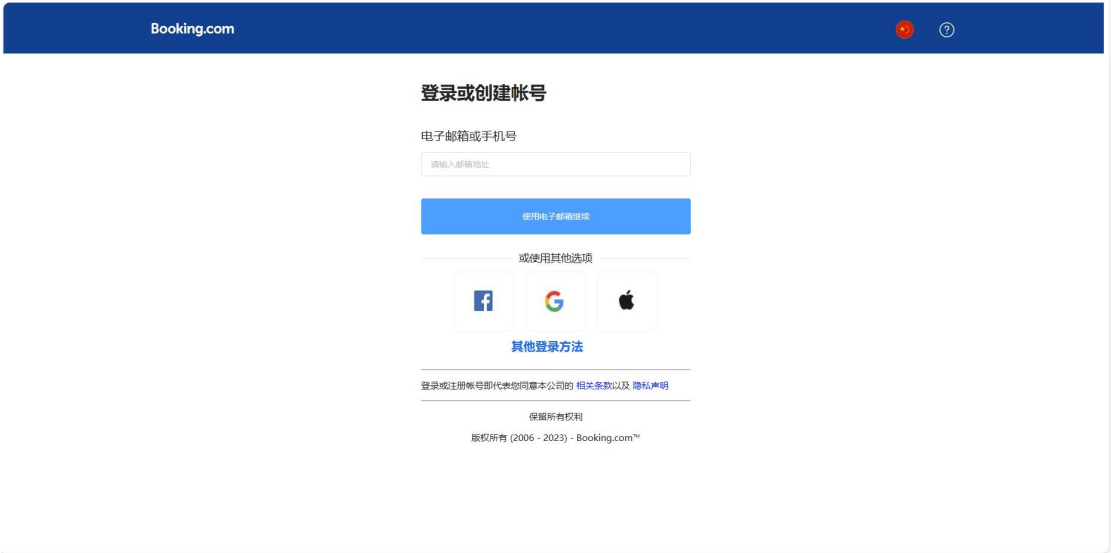 Booking.com
登录或创建帐号
电子邮箱或手机号
请输入邮箱地址
使用电子邮箱继续
或使用其他选项
其他登录方法
登录或注册帐号即代表您同意本公司的 相关条款以及 隐私声明
保留所有权利
版权所有 (2006 - 2023) - Booking.com™